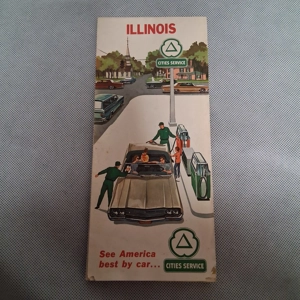 ILLINOIS
CITIES SERVICE
See America
best by car...
CITIES SERVICE